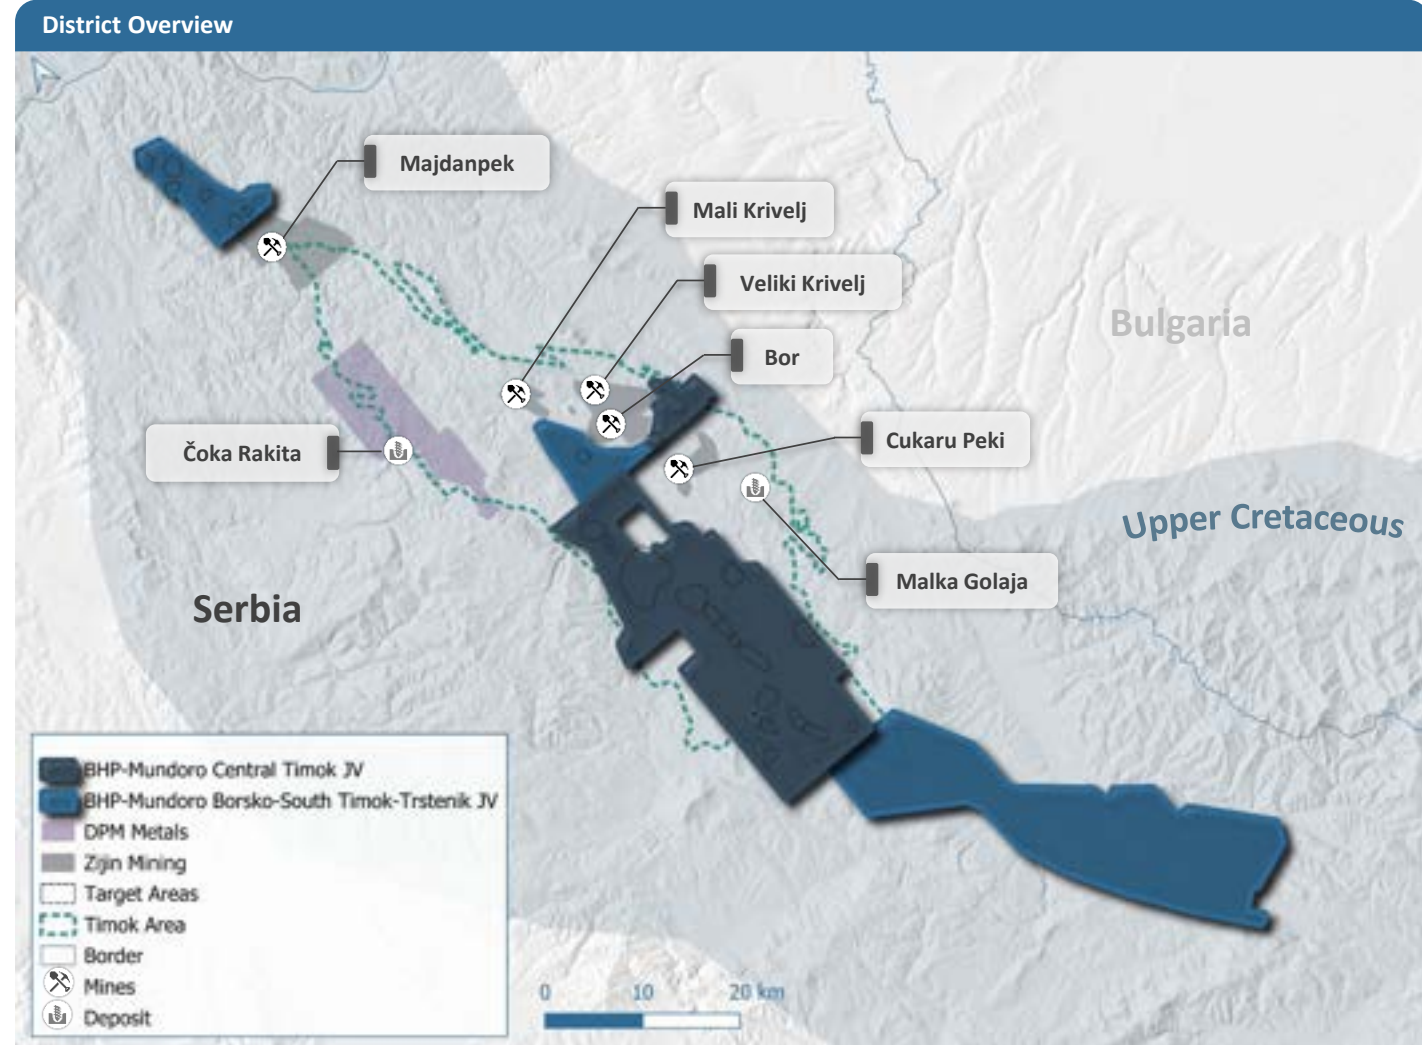 District Overview
Majdanpek
Mali Krivelj
Veliki Krivelj
Bulgaria
Bor
Cukaru Peki
Čoka Rakita
Upper Cretaceous
Malka Golaja
Serbia
BHP-Mundoro Central Timok JV
BHP-Mundoro Borsko-South Timok-Trstenik JV
DPM Metals
Zijin Mining
Target Areas
Timok Area
Border
Mines
Deposit
0 10 20 km